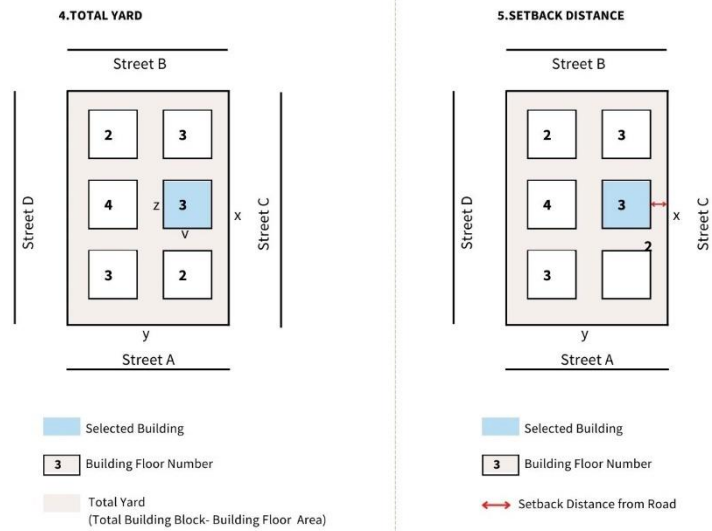 4.TOTAL YARD
Street B
2 3
Street D
4 z 3 x
v
Street C
3 2
y
Street A
Selected Building
3 Building Floor Number
Total Yard
(Total Building Block- Building Floor Area)
5.SETBACK DISTANCE
Street B
2 3
Street D
4 3 x
Street C
2
3
y
Street A
Selected Building
3 Building Floor Number
Setback Distance from Road